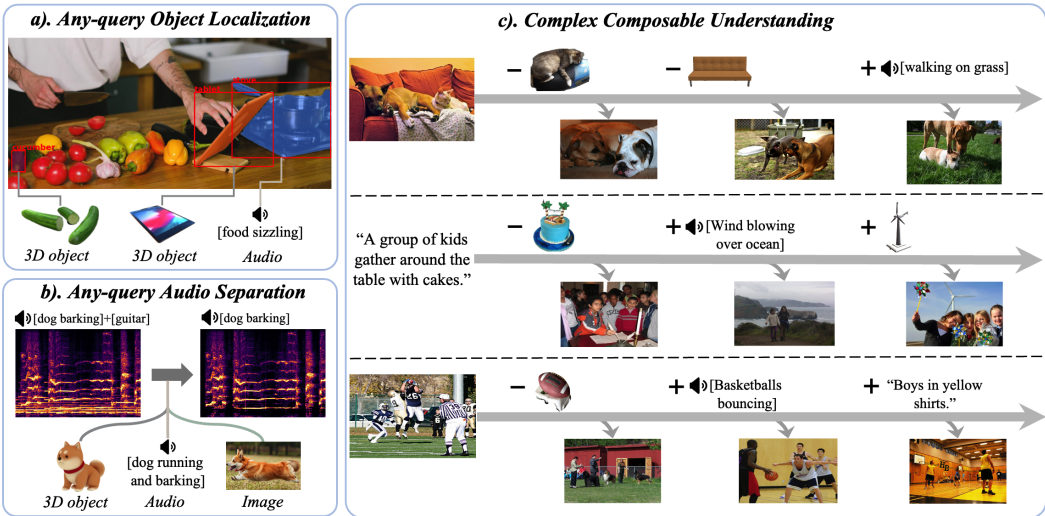 a). Any-query Object Localization
tablet
cucumber
[food sizzling]
3D object
3D object
Audio
b). Any-query Audio Separation
[dog barking]+[guitar]
[dog barking]
[dog running
and barking]
3D object
Audio
Image
c). Complex Composable Understanding
−
−
+
[walking on grass]
“A group of kids
gather around the
table with cakes.”
−
+
[Wind blowing
over ocean]
+
−
+
[Basketballs
bouncing]
+
“Boys in yellow
shirts.”